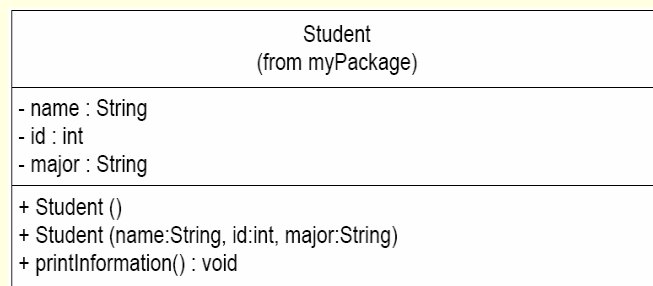 Student
(from myPackage)
- name : String
- id : int
- major : String
+ Student ()
+ Student (name:String, id:int, major:String)
+ printInformation() : void